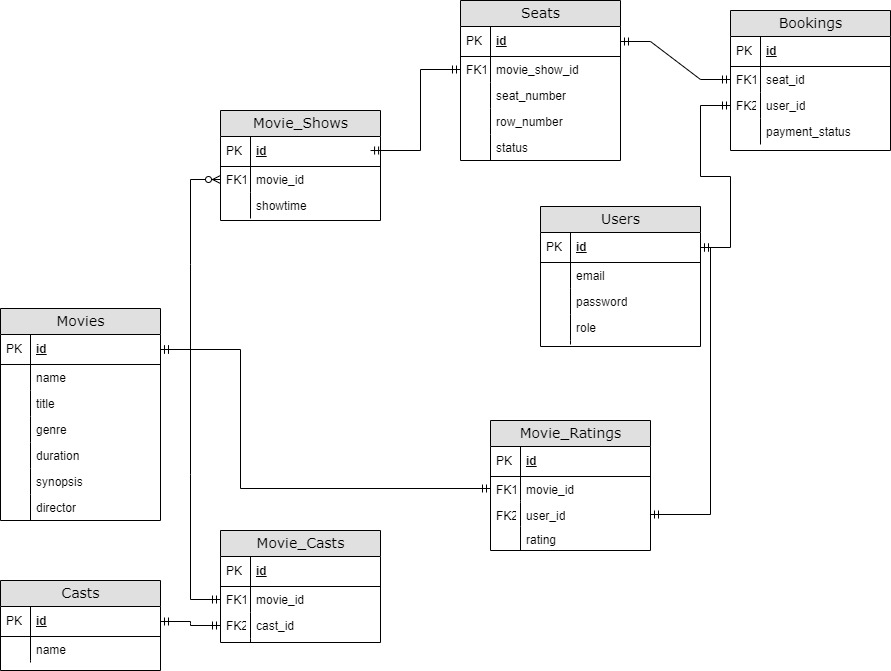 Seats
PK id
FK1 movie_show_id
seat_number
row_number
status
Bookings
PK id
FK1 seat_id
FK2 user_id
payment_status
Movie_Shows
PK id
FK1 movie_id
showtime
Users
PK id
email
password
role
Movies
PK id
name
title
genre
duration
synopsis
director
Movie_Ratings
PK id
FK1 movie_id
FK2 user_id
rating
Movie_Casts
PK id
FK1 movie_id
FK2 cast_id
Casts
PK id
name